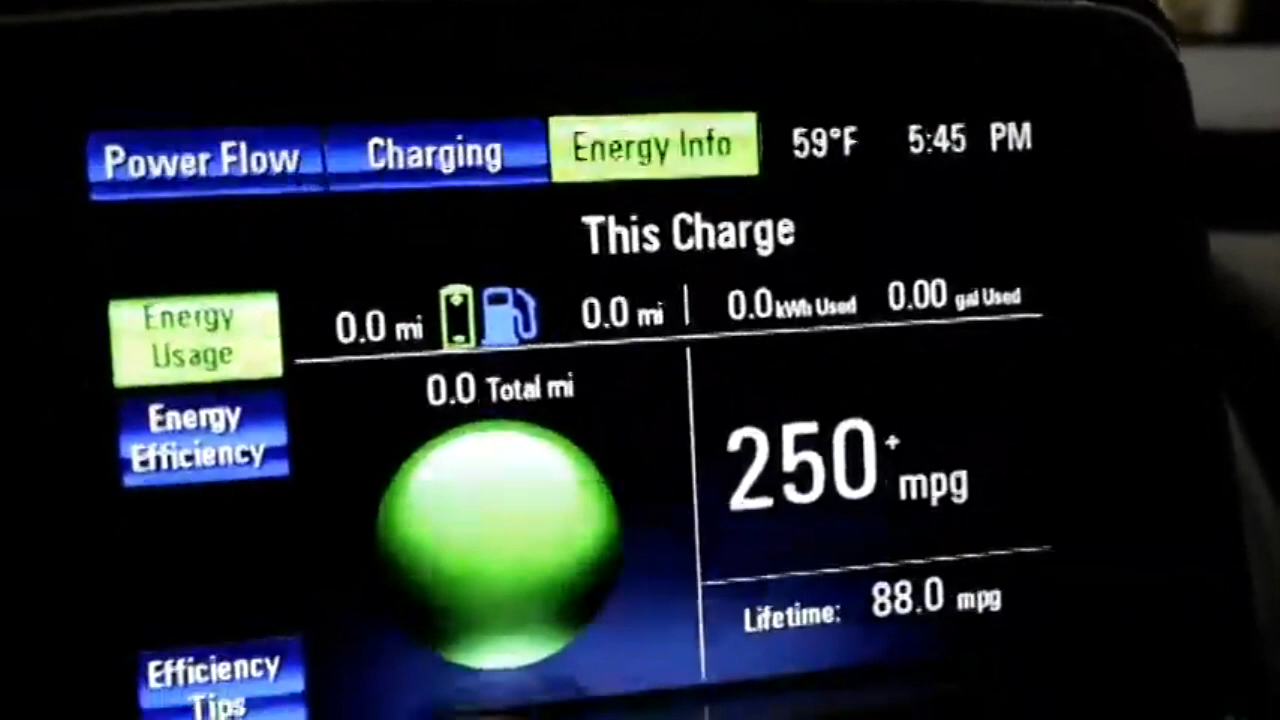 Power Flow Charging Energy Info 59°F 5:45 PM
This Charge
Energy Usage
0.0 mi 0.0 mi 0.0 kWh Used 0.00 gal Used
0.0 Total mi
Energy Efficiency
250+ mpg
Lifetime: 88.0 mpg
Efficiency Tips